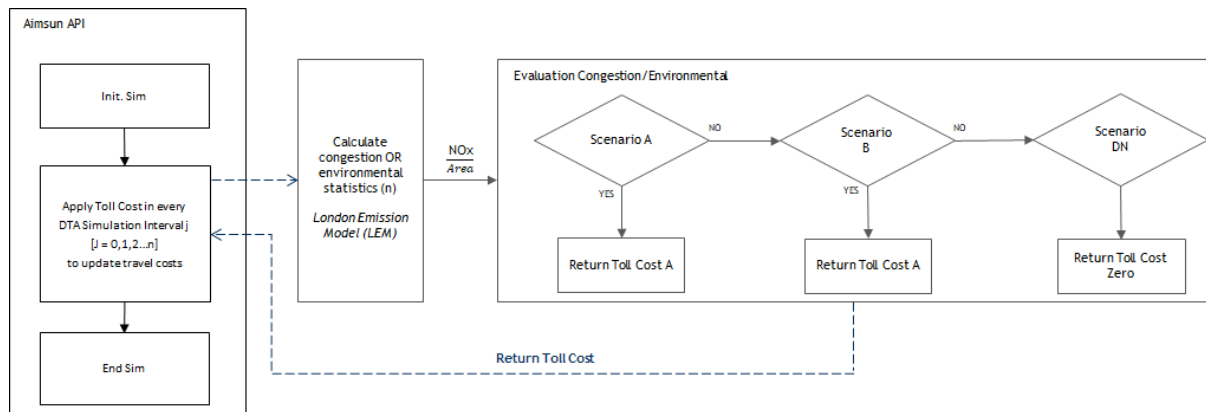 Aimsun API
Init. Sim
Apply Toll Cost in every
DTA Simulation Interval j
[J = 0,1,2...n]
to update travel costs
End Sim
Calculate
congestion OR
environmental
statistics (n)
London Emission
Model (LEM)
NOx
Area
Evaluation Congestion/Environmental
Scenario A
NO
Scenario
B
NO
Scenario
DN
YES
YES
Return Toll Cost A
Return Toll Cost A
Return Toll Cost
Zero
Return Toll Cost